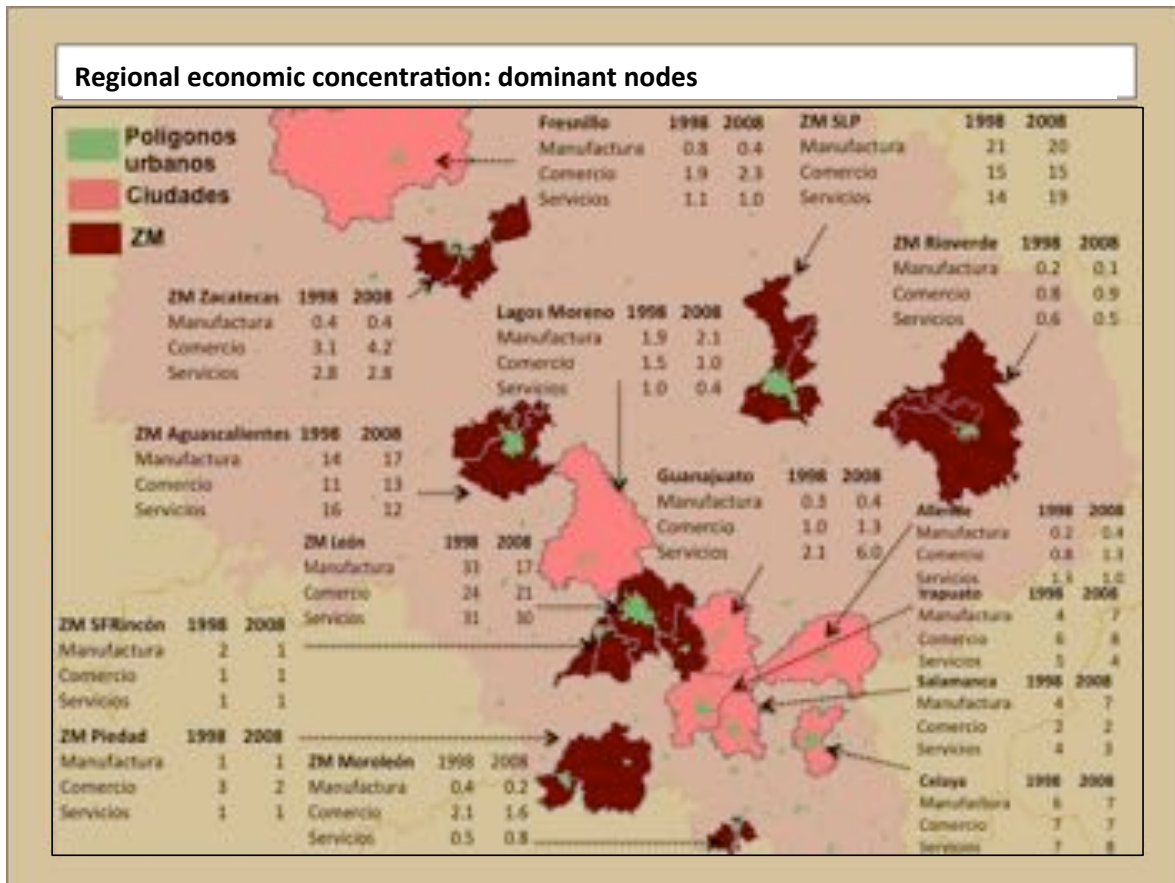 Regional economic concentration: dominant nodes
Poligonos
urbanos
Ciudades
ZM
Fresnillo 1998 2008
Manufactura 0.8 0.4
Comercio 1.9 2.3
Servicios 1.1 1.0
ZM SLP 1998 2008
Manufactura 21 20
Comercio 15 15
Servicios 14 19
ZM Rioverde 1998 2008
Manufactura 0.2 0.1
Comercio 0.8 0.9
Servicios 0.6 0.5
ZM Zacatecas 1998 2008
Manufactura 0.4 0.4
Comercio 3.1 4.2
Servicios 2.8 2.8
Lagos Moreno 1998 2008
Manufactura 1.9 2.1
Comercio 1.5 1.0
Servicios 1.0 0.4
ZM Aguascalientes 1998 2008
Manufactura 14 17
Comercio 11 13
Servicios 16 12
Guanajuato 1998 2008
Manufactura 0.3 0.4
Comercio 1.0 1.3
Servicios 2.1 6.0
Allende 1998 2008
Manufactura 0.2 0.4
Comercio 0.8 1.3
Servicios 1.0
ZM León 1998 2008
Manufactura 33 17
Comercio 24 21
Servicios 31 30
Irapuato 1998 2008
Manufactura 4 7
Comercio 6 8
Servicios 4
ZM SFRincón 1998 2008
Manufactura 2 1
Comercio 1 1
Servicios 1 1
Salamanca 1998 2008
Manufactura 4 7
Comercio 2 2
Servicios 4 3
ZM Piedad 1998 2008
Manufactura 1 1
Comercio 3 2
Servicios 1 1
ZM Moroleón 1998 2008
Manufactura 0.4 0.2
Comercio 2.1 1.6
Servicios 0.5 0.8
Celaya 1998 2008
Manufactura 6 7
Comercio 7 7
Servicios 7 8